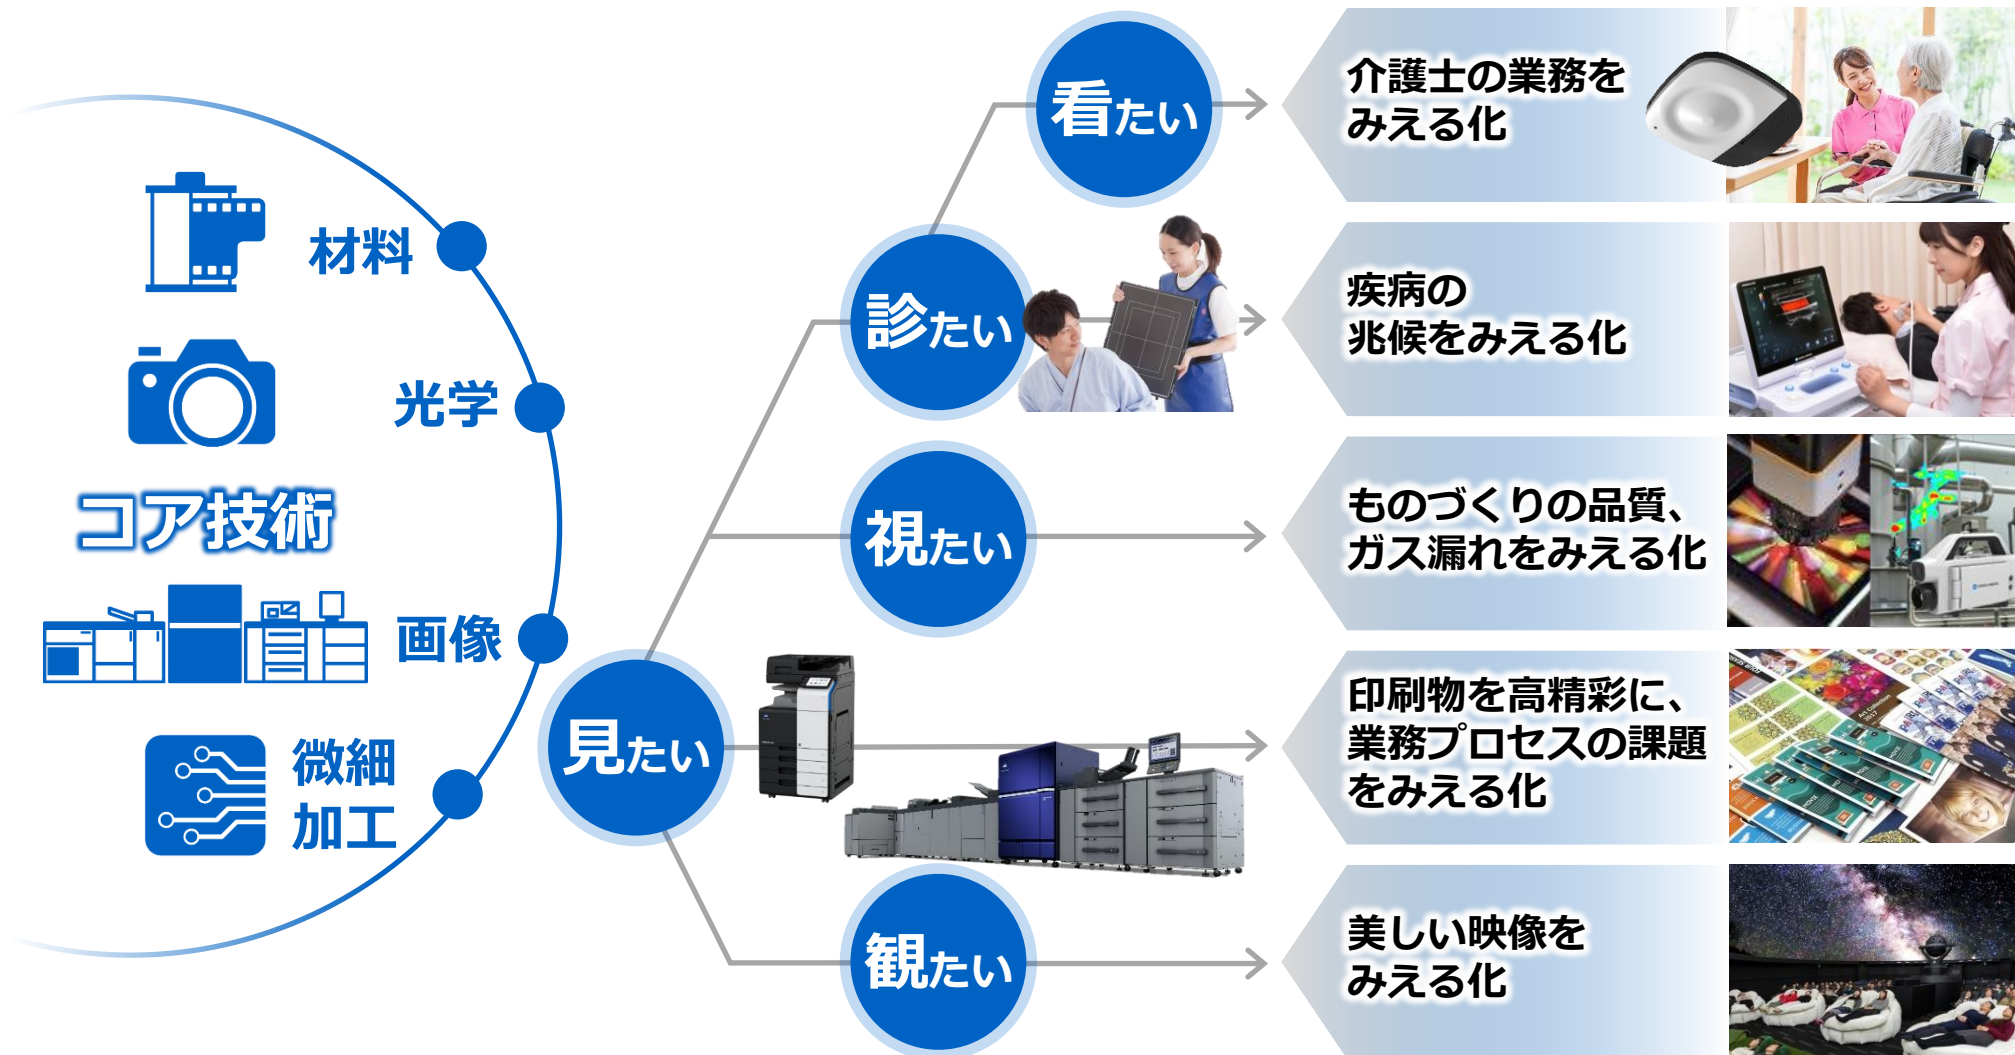 材料
光学
コア技術
画像
微細
加工
看たい
介護士の業務を
みえる化
診たい
疾病の
兆候をみえる化
視たい
ものづくりの品質、
ガス漏れをみえる化
見たい
印刷物を高精彩に、
業務プロセスの課題
をみえる化
観たい
美しい映像を
みえる化